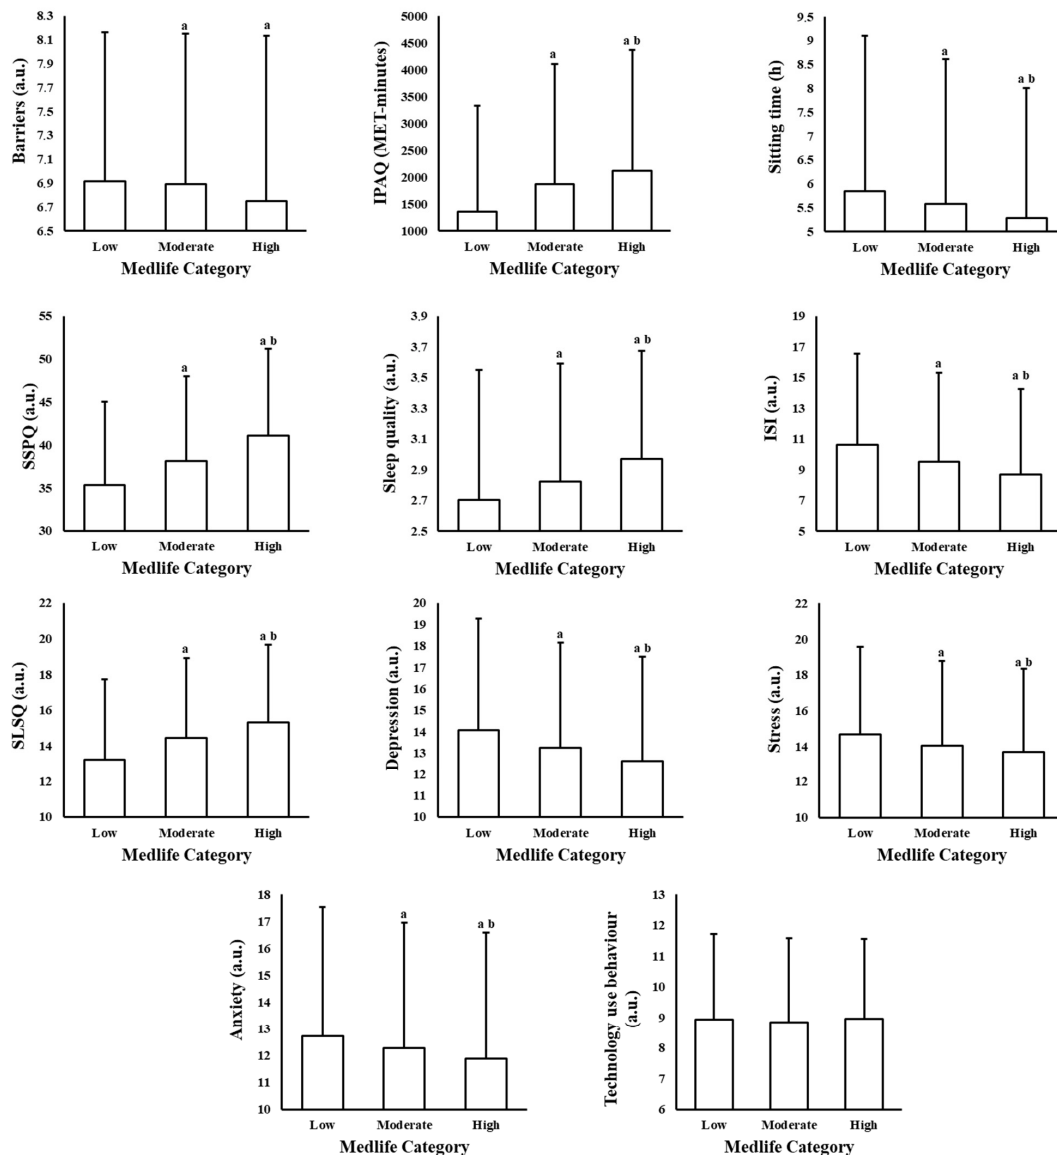 Barriers (a.u.)
8.3
8.1
7.9
7.7
7.5
7.3
7.1
6.9
6.7
6.5
a
a
Low Moderate High
Medlife Category
IPAQ (MET-minutes)
5000
4500
4000
3500
3000
2500
2000
1500
1000
a
a b
Low Moderate High
Medlife Category
Sitting time (h)
9.5
9
8.5
8
7.5
7
6.5
6
5.5
5
a
a b
Low Moderate High
Medlife Category
SSPQ (a.u.)
55
50
45
40
35
30
a
a b
Low Moderate High
Medlife Category
Sleep quality (a.u.)
3.9
3.7
3.5
3.3
3.1
2.9
2.7
2.5
a
a b
Low Moderate High
Medlife Category
ISI (a.u.)
19
17
15
13
11
9
7
5
a
a b
Low Moderate High
Medlife Category
SLSQ (a.u.)
22
20
18
16
14
12
10
a
a b
Low Moderate High
Medlife Category
Depression (a.u.)
20
19
18
17
16
15
14
13
12
11
10
a
a b
Low Moderate High
Medlife Category
Stress (a.u.)
22
20
18
16
14
12
10
a
a b
Low Moderate High
Medlife Category
Anxiety (a.u.)
18
17
16
15
14
13
12
11
10
a
a b
Low Moderate High
Medlife Category
Technology use behaviour
(a.u.)
13
12
11
10
9
8
7
6
Low Moderate High
Medlife Category